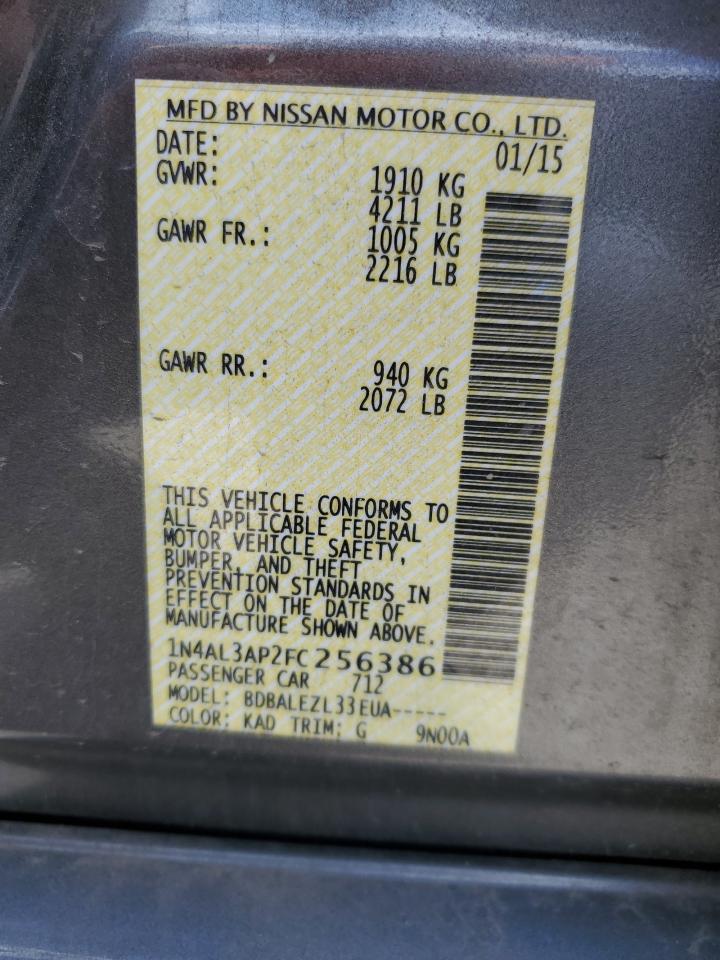 MFD BY NISSAN MOTOR CO., LTD.
DATE: 01/15
GVWR: 1910 KG
4211 LB
GAWR FR.: 1005 KG
2216 LB
GAWR RR.: 940 KG
2072 LB
THIS VEHICLE CONFORMS TO
ALL APPLICABLE FEDERAL
MOTOR VEHICLE SAFETY,
BUMPER, AND THEFT
PREVENTION STANDARDS IN
EFFECT ON THE DATE OF
MANUFACTURE SHOWN ABOVE.
1N4AL3AP2FC256386
PASSENGER CAR 712
MODEL: BDBALEZL33EUA-----
COLOR: KAD TRIM: G 9N00A